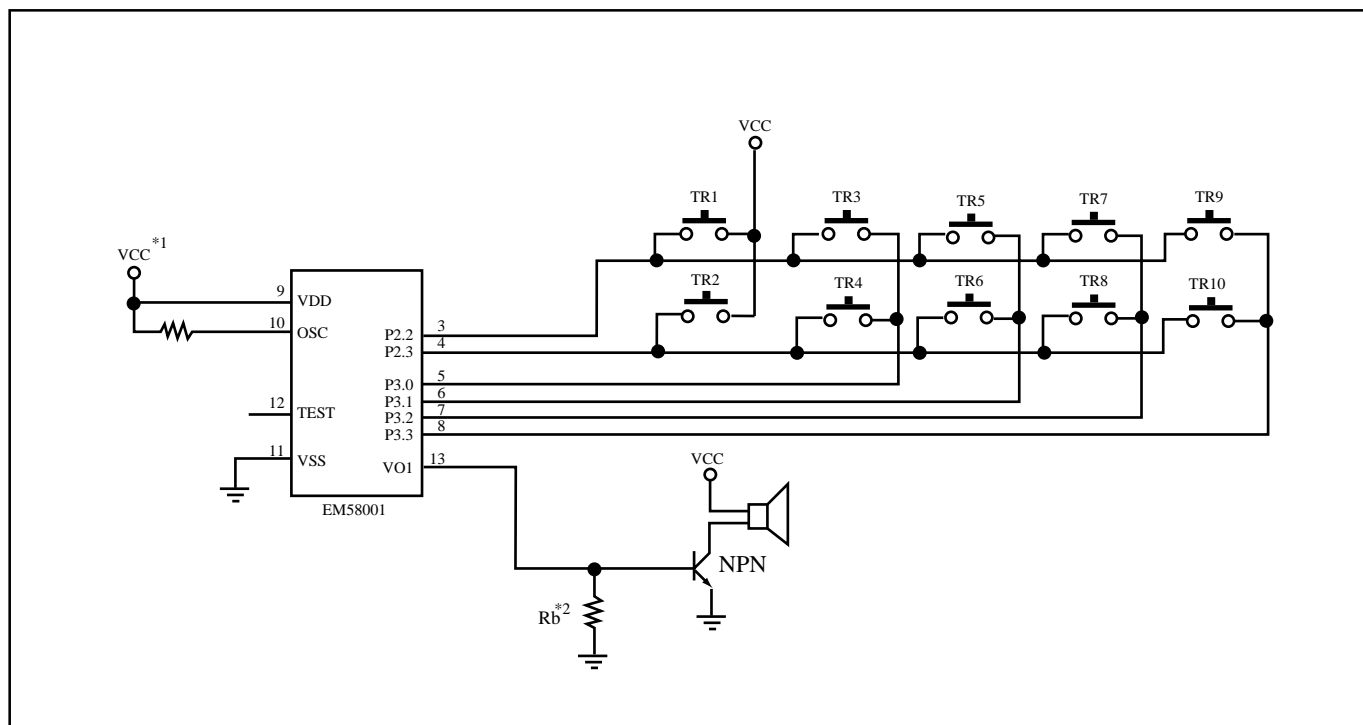 VCC
TR1 TR3 TR5 TR7 TR9
VCC*1
TR2 TR4 TR6 TR8 TR10
9 VDD
10 OSC
P2.2 3
P2.3 4
P3.0 5
P3.1 6
P3.2 7
P3.3 8
12 TEST
11 VSS
VO1 13
EM58001
VCC
NPN
Rb*2